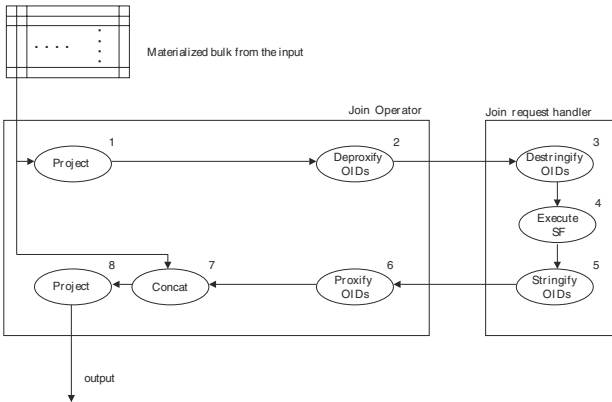 Materialized bulk from the input
Join Operator
Join request handler
1
Project
2
Deproxify
OIDs
3
Destringify
OIDs
4
Execute
SF
8
Project
7
Concat
6
Proxify
OIDs
5
Stringify
OIDs
output